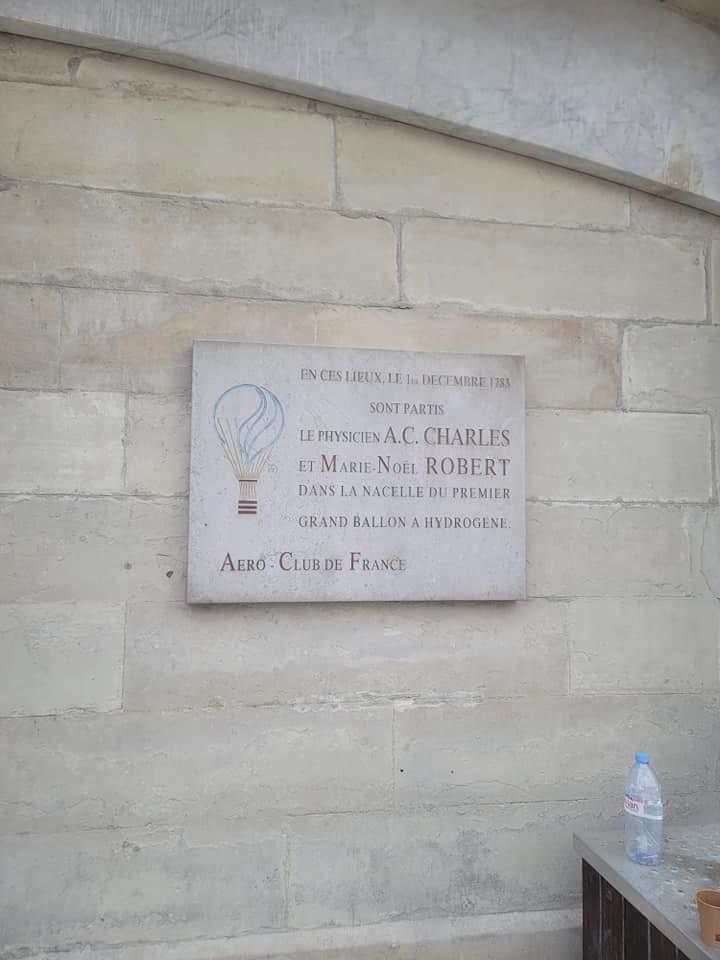 EN CES LIEUX, LE 1er DECEMBRE 1783
SONT PARTIS
LE PHYSICIEN A.C. CHARLES
ET MARIE-NOËL ROBERT
DANS LA NACELLE DU PREMIER
GRAND BALLON A HYDROGENE.
AERO - CLUB DE FRANCE